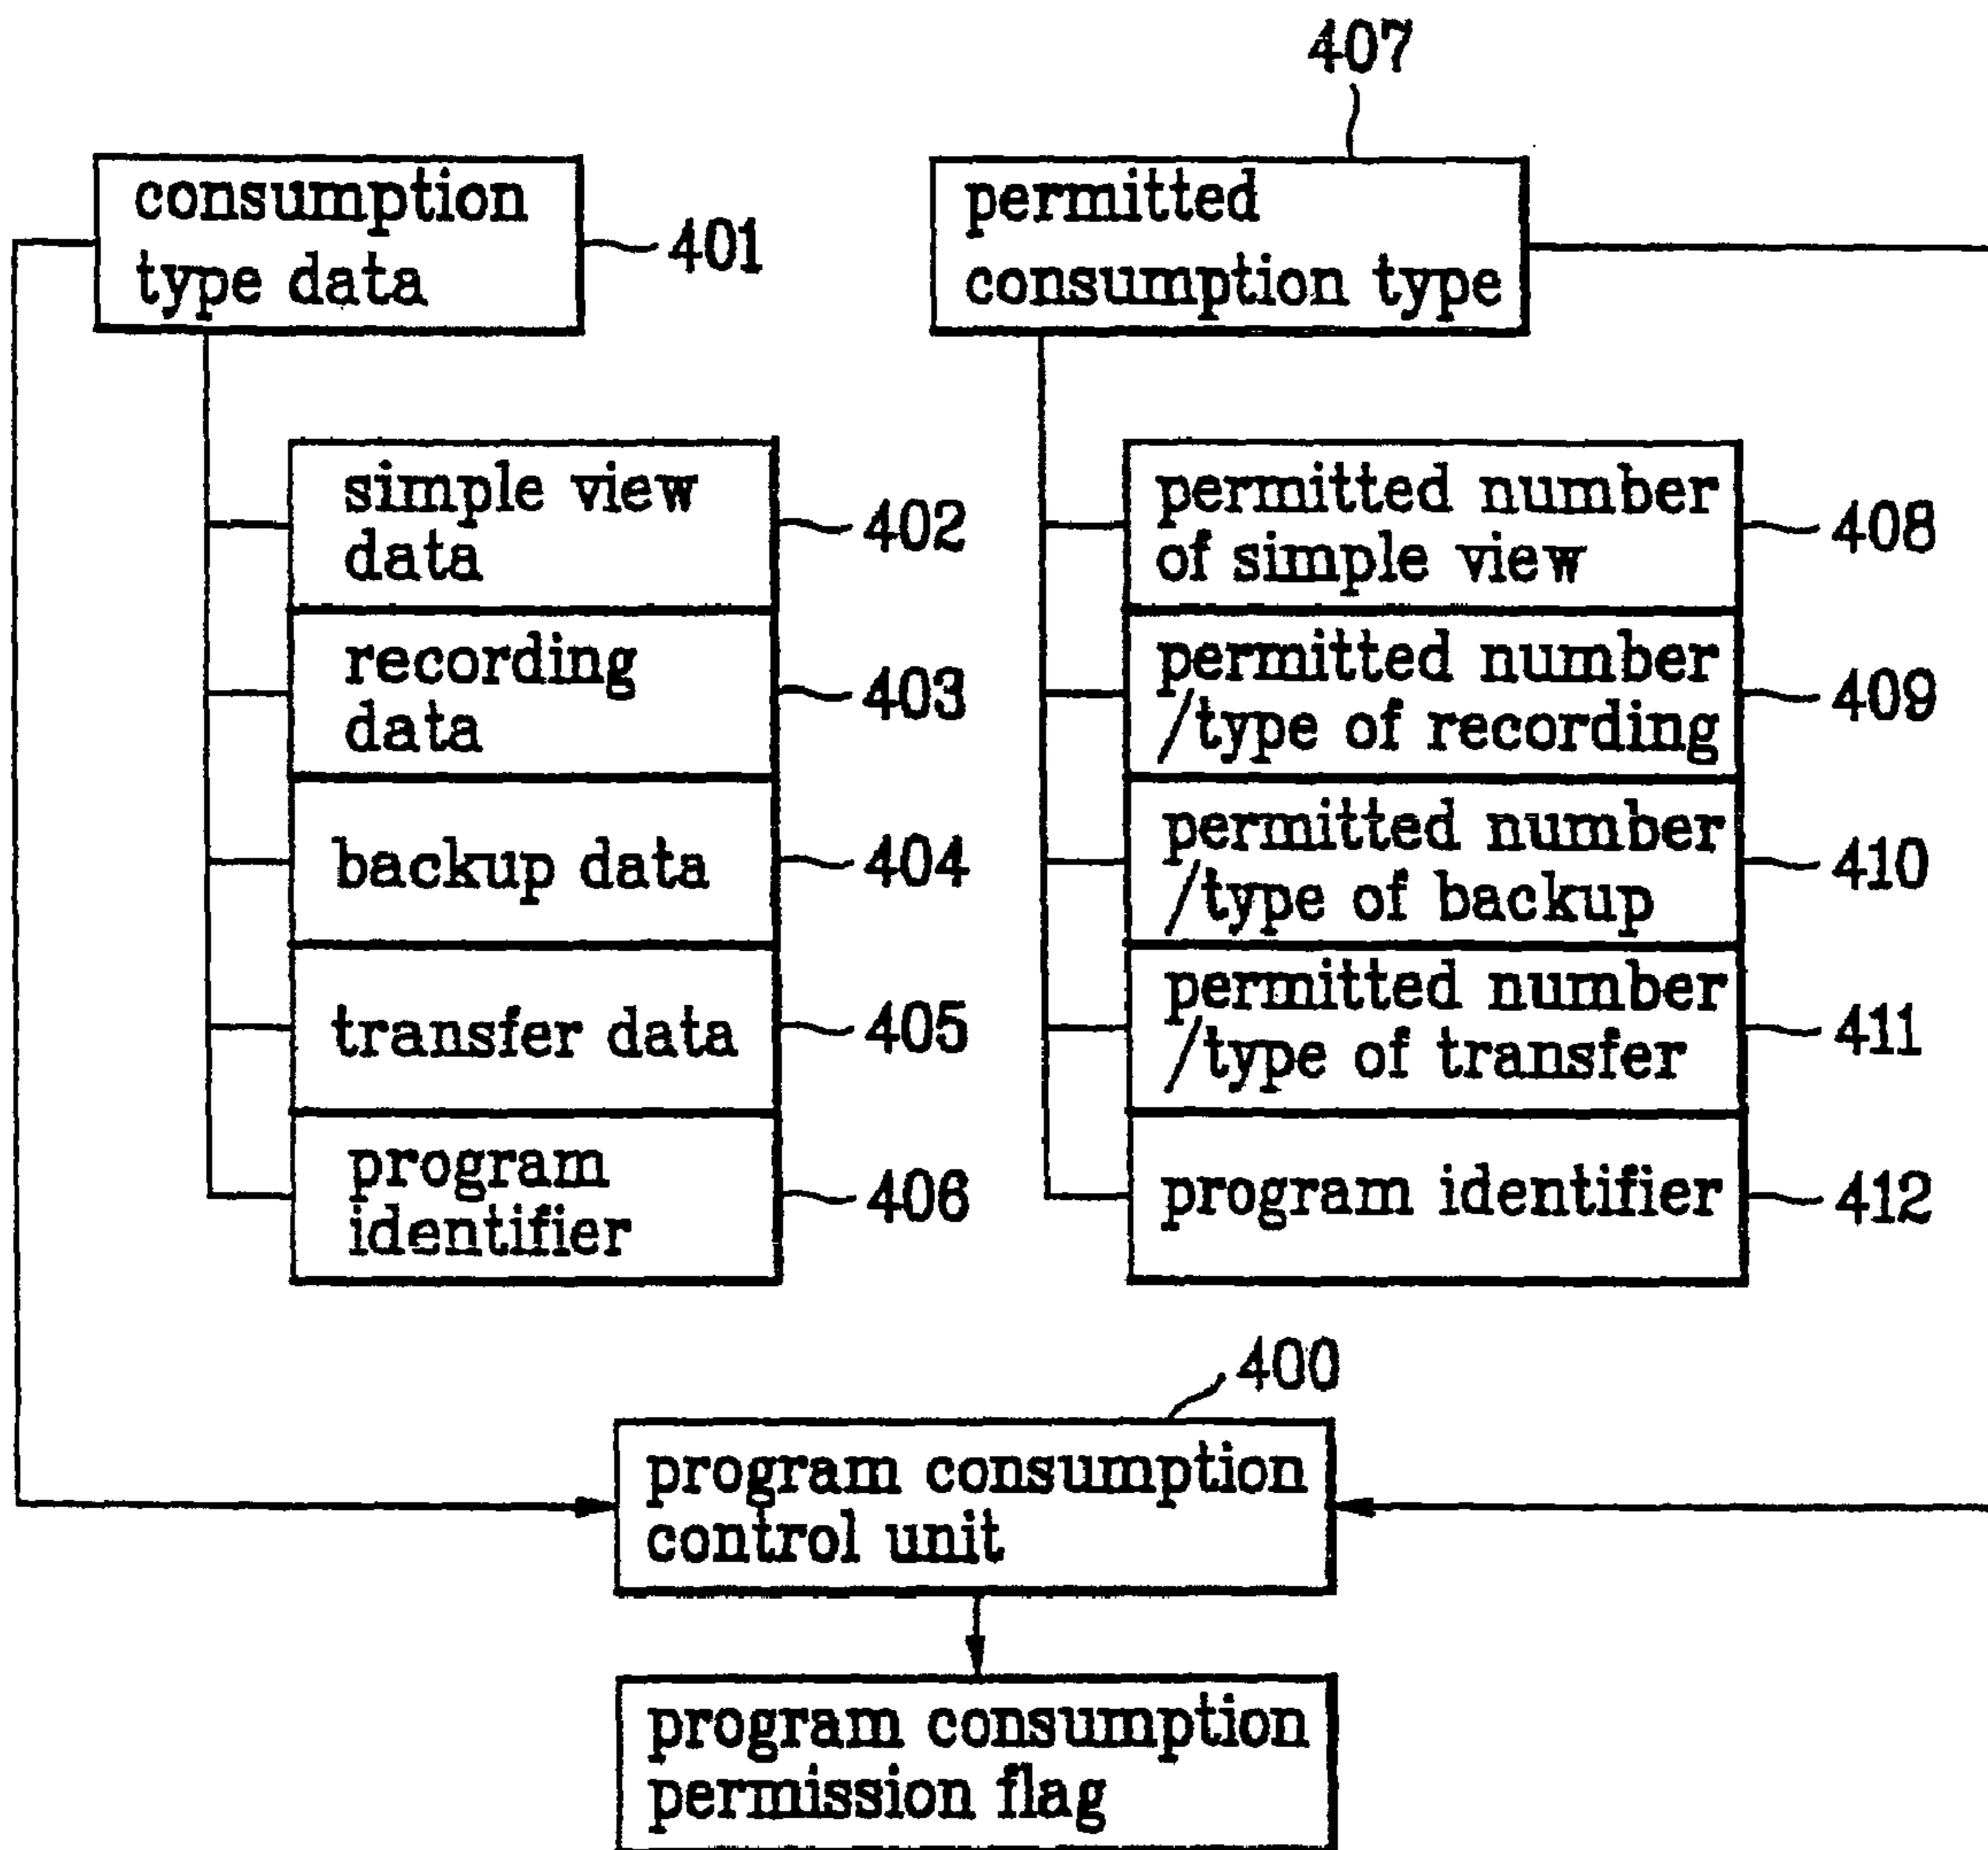 407
consumption
type data
401
permitted
consumption type
simple view
data
402
recording
data
403
backup data
404
transfer data
405
program
identifier
406
permitted number
of simple view
408
permitted number
/type of recording
409
permitted number
/type of backup
410
permitted number
/type of transfer
411
program identifier
412
400
program consumption
control unit
program consumption
permission flag